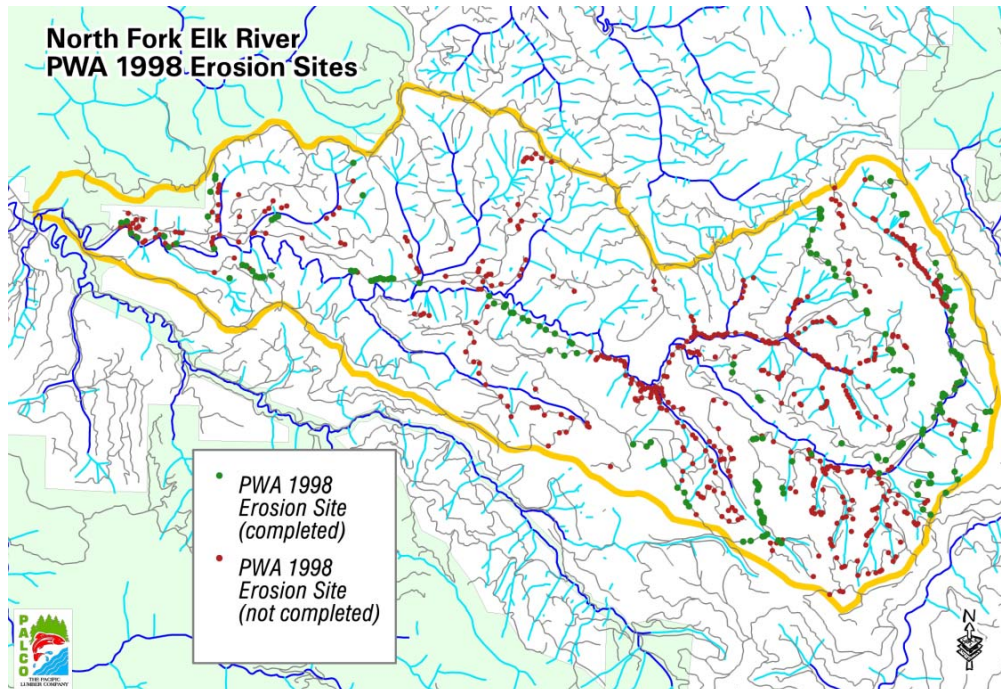 North Fork Elk River
PWA 1998 Erosion Sites
PWA 1998
Erosion Site
(completed)
PWA 1998
Erosion Site
(not completed)
PALCO
THE PACIFIC
LUMBER COMPANY
N